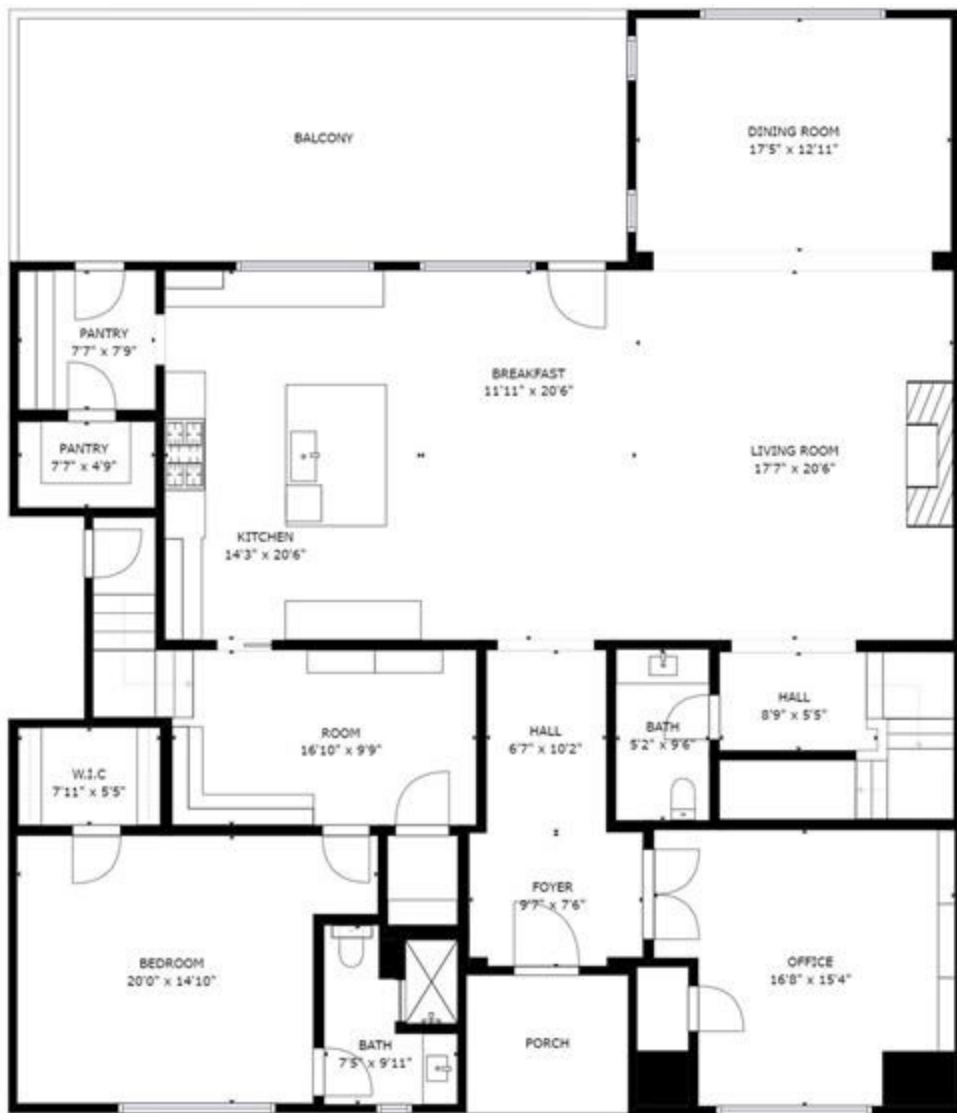 BALCONY
DINING ROOM
17'5" x 12'11"
PANTRY
7'7" x 7'9"
BREAKFAST
11'11" x 20'6"
PANTRY
7'7" x 4'9"
LIVING ROOM
17'7" x 20'6"
KITCHEN
14'3" x 20'6"
HALL
8'9" x 5'5"
ROOM
16'10" x 9'9"
HALL
6'7" x 10'2"
BATH
5'2" x 9'6"
W.I.C
7'11" x 5'5"
FOYER
9'7" x 7'6"
BEDROOM
20'0" x 14'10"
OFFICE
16'8" x 15'4"
BATH
7'5" x 9'11"
PORCH